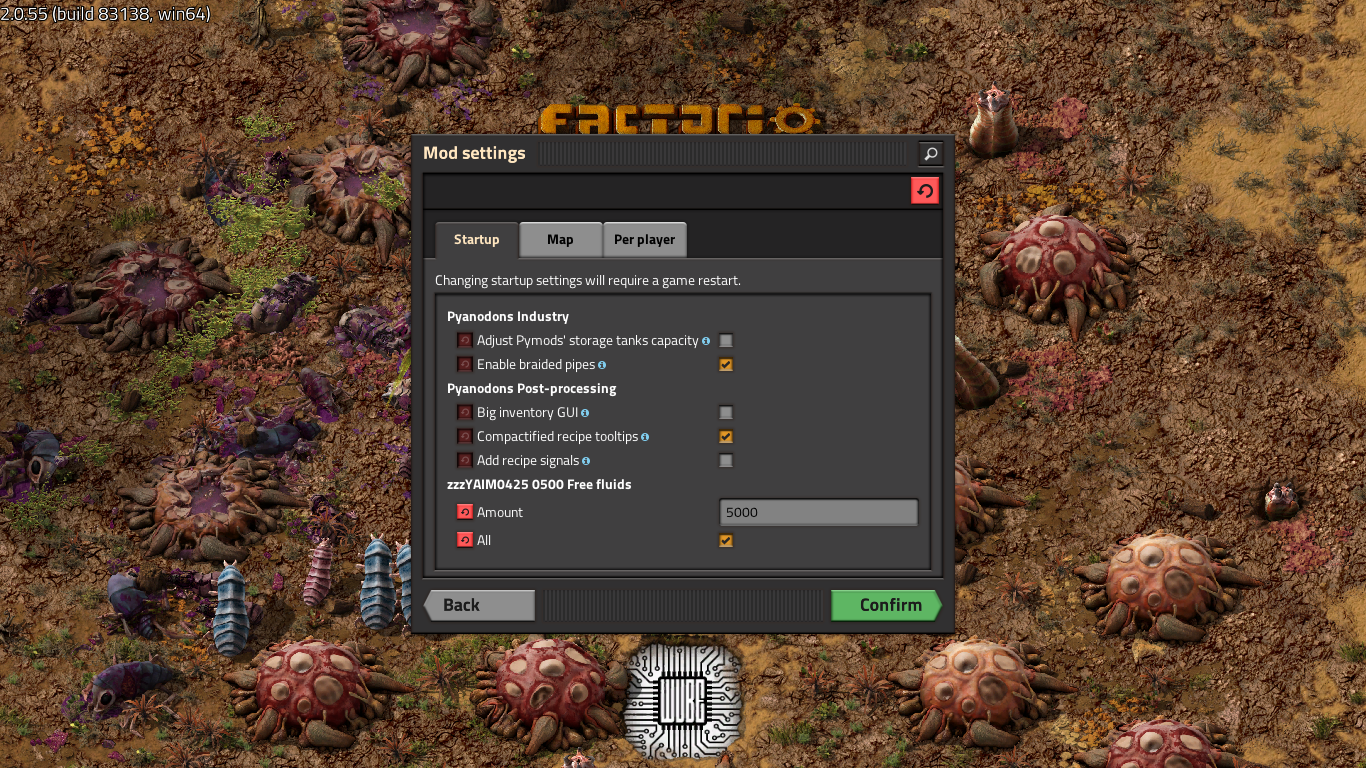 2.0.55 (build 83138, win64)
FACTORIO
Mod settings
Startup
Map
Per player
Changing startup settings will require a game restart.
Pyanodons Industry
Adjust Pymods' storage tanks capacity
Enable braided pipes
Pyanodons Post-processing
Big inventory GUI
Compactified recipe tooltips
Add recipe signals
zzzYAIM0425 0500 Free fluids
Amount
5000
All
Back
Confirm
WUBE